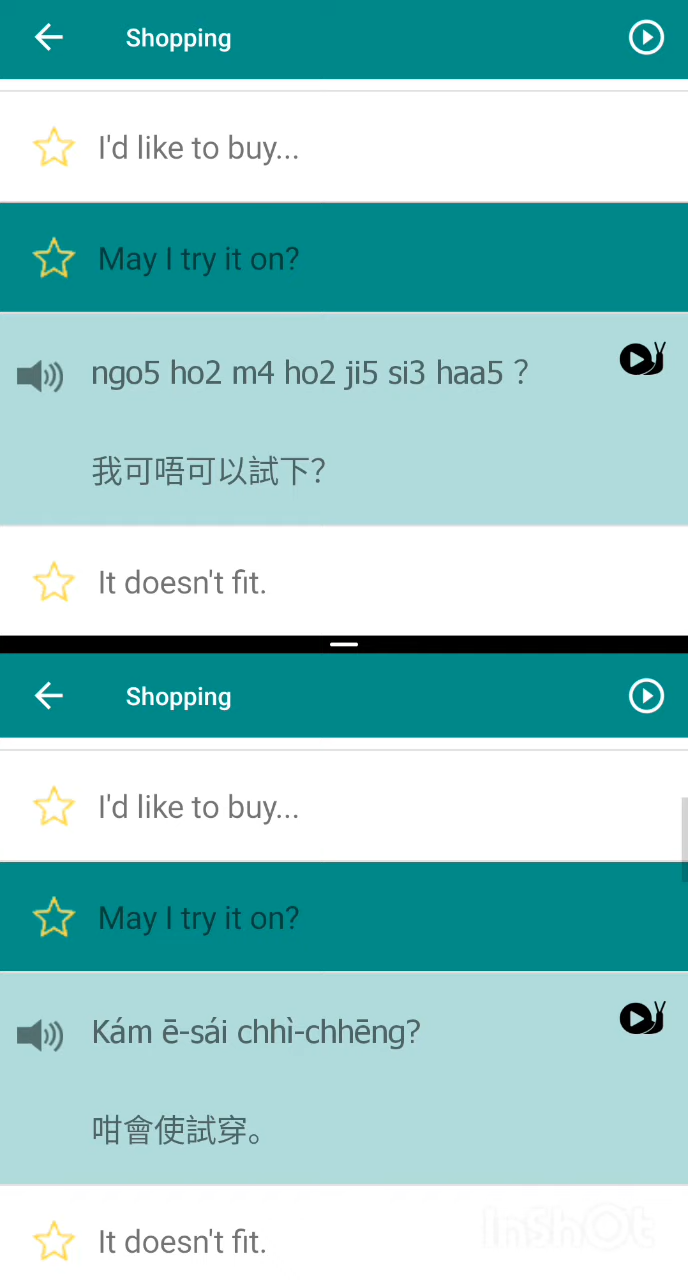 Shopping
I'd like to buy...
May I try it on?
ngo5 ho2 m4 ho2 ji5 si3 haa5 ?
我可唔可以試下?
It doesn't fit.
Shopping
I'd like to buy...
May I try it on?
Kám ē-sái chhì-chhēng?
咁會使試穿。
It doesn't fit.
InShOt